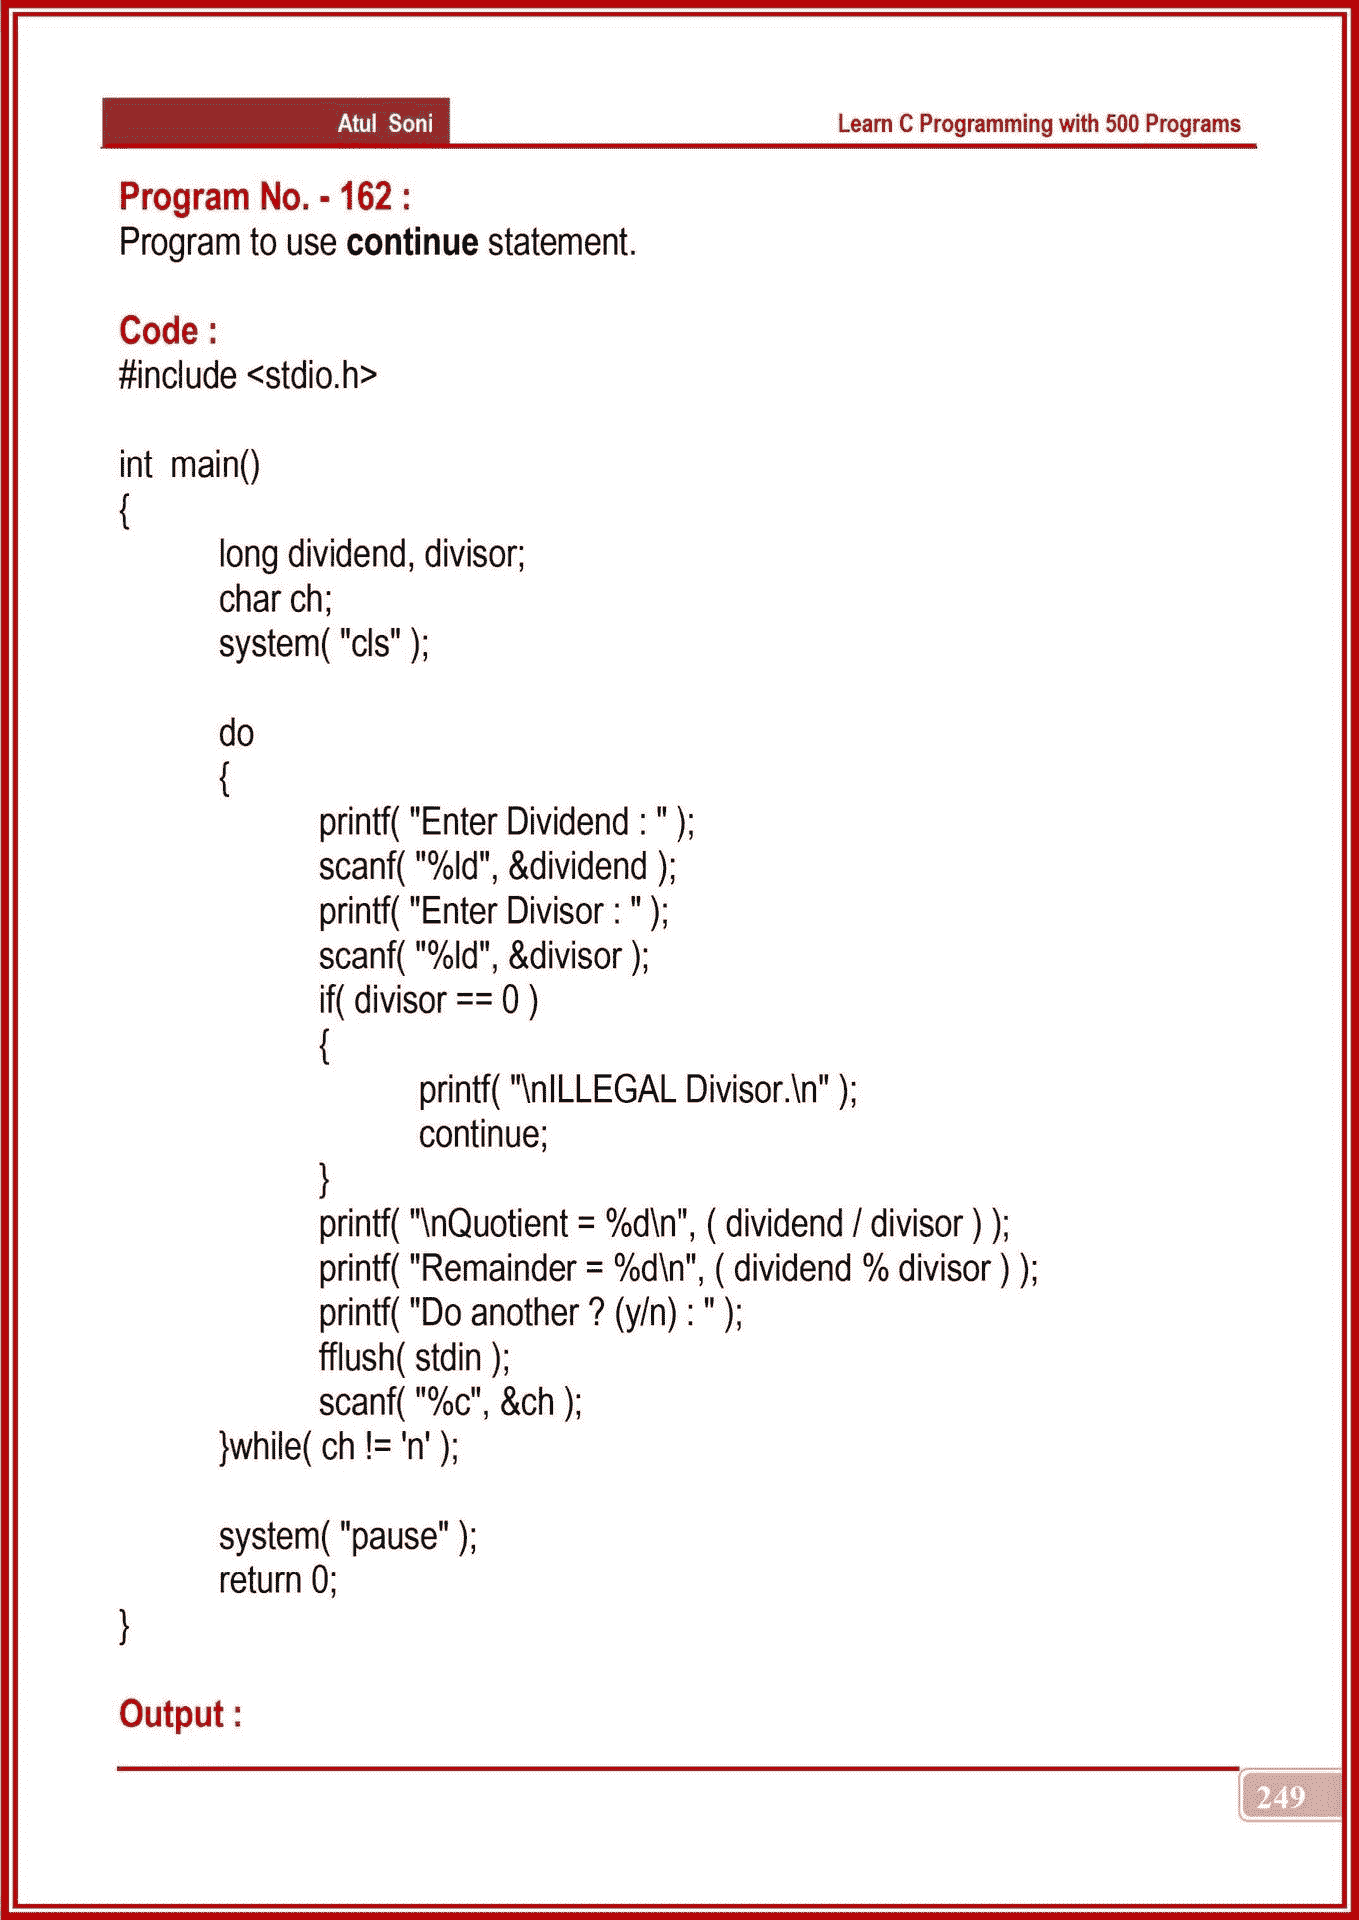 Atul  Soni
Learn C Programming with 500 Programs
Program No. - 162 :
Program to use continue statement.
Code :
#include <stdio.h>
int  main()
{
long dividend, divisor;
char ch;
system( "cls" );
do
{
printf( "Enter Dividend : " );
scanf( "%ld", &dividend );
printf( "Enter Divisor : " );
scanf( "%ld", &divisor );
if( divisor == 0 )
{
printf( "\nILLEGAL Divisor.\n" );
continue;
}
printf( "\nQuotient = %d\n", ( dividend / divisor ) );
printf( "Remainder = %d\n", ( dividend % divisor ) );
printf( "Do another ? (y/n) : " );
fflush( stdin );
scanf( "%c", &ch );
}while( ch != 'n' );
system( "pause" );
return 0;
}
Output :
249